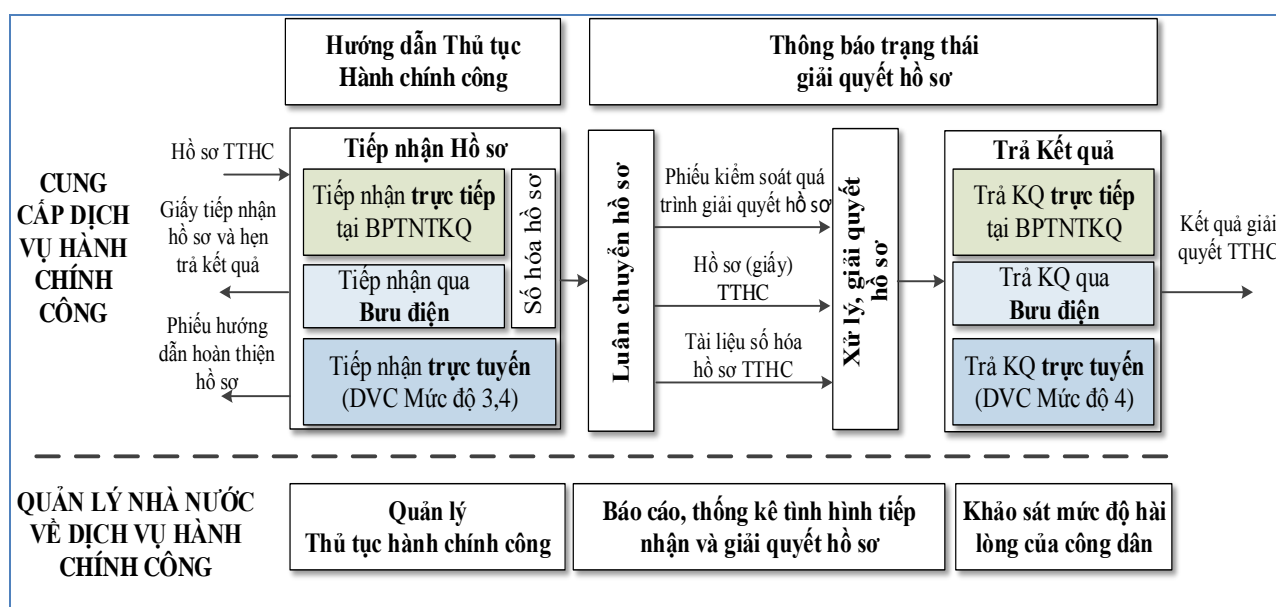 Hướng dẫn Thủ tục
Hành chính công
Thông báo trạng thái
giải quyết hồ sơ
CUNG
CẤP DỊCH
VỤ HÀNH
CHÍNH
CÔNG
Hồ sơ TTHC
Giấy tiếp nhận
hồ sơ và hẹn
trả kết quả
Phiếu hướng
dẫn hoàn thiện
hồ sơ
Tiếp nhận Hồ sơ
Tiếp nhận trực tiếp
tại BPTNTKQ
Tiếp nhận qua
Bưu điện
Số hóa hồ sơ
Tiếp nhận trực tuyến
(DVC Mức độ 3,4)
Luân chuyển hồ sơ
Phiếu kiểm soát quá
trình giải quyết hồ sơ
Hồ sơ (giấy)
TTHC
Tài liệu số hóa
hồ sơ TTHC
Xử lý, giải quyết
hồ sơ
Trả Kết quả
Trả KQ trực tiếp
tại BPTNTKQ
Trả KQ qua
Bưu điện
Trả KQ trực tuyến
(DVC Mức độ 4)
Kết quả giải
quyết TTHC
QUẢN LÝ NHÀ NƯỚC
VỀ DỊCH VỤ HÀNH
CHÍNH CÔNG
Quản lý
Thủ tục hành chính công
Báo cáo, thống kê tình hình tiếp
nhận và giải quyết hồ sơ
Khảo sát mức độ hài
lòng của công dân